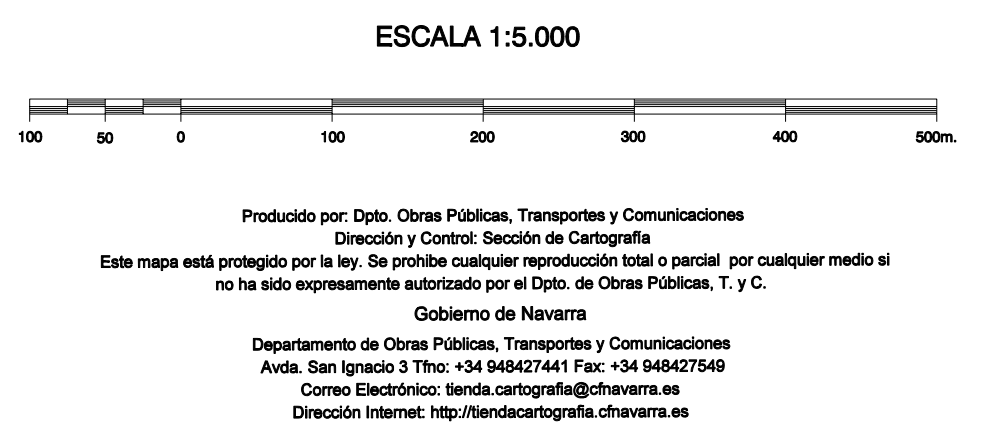 ESCALA 1:5.000
100 50 0 100 200 300 400 500m.
Producido por: Dpto. Obras Públicas, Transportes y Comunicaciones
Dirección y Control: Sección de Cartografía
Este mapa está protegido por la ley. Se prohibe cualquier reproducción total o parcial por cualquier medio si
no ha sido expresamente autorizado por el Dpto. de Obras Públicas, T. y C.
Gobierno de Navarra
Departamento de Obras Públicas, Transportes y Comunicaciones
Avda. San Ignacio 3 Tfno: +34 948427441 Fax: +34 948427549
Correo Electrónico: tienda.cartografia@cfnavarra.es
Dirección Internet: http://tiendacartografia.cfnavarra.es